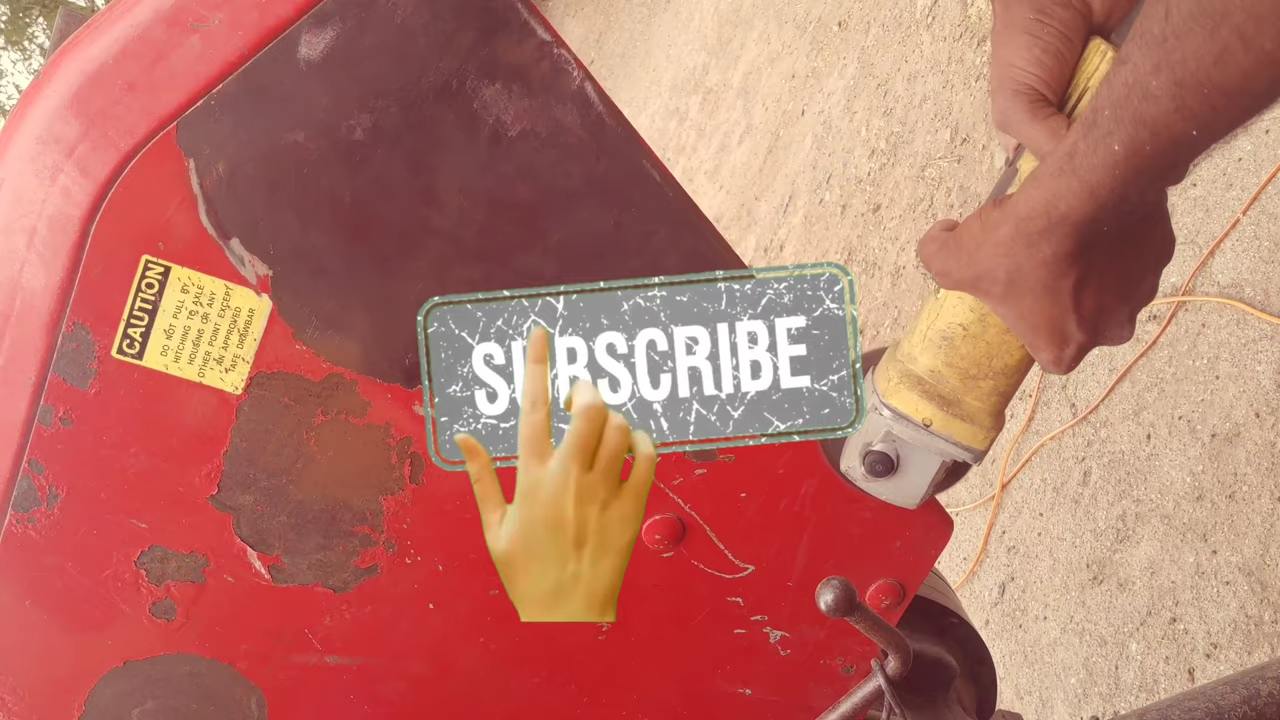 CAUTION
DO NOT PULL BY
HITCHING TO AXLE
HOUSING OR ANY
OTHER POINT EXCEPT
AN APPROVED
SAFE DRAWBAR
SUBSCRIBE